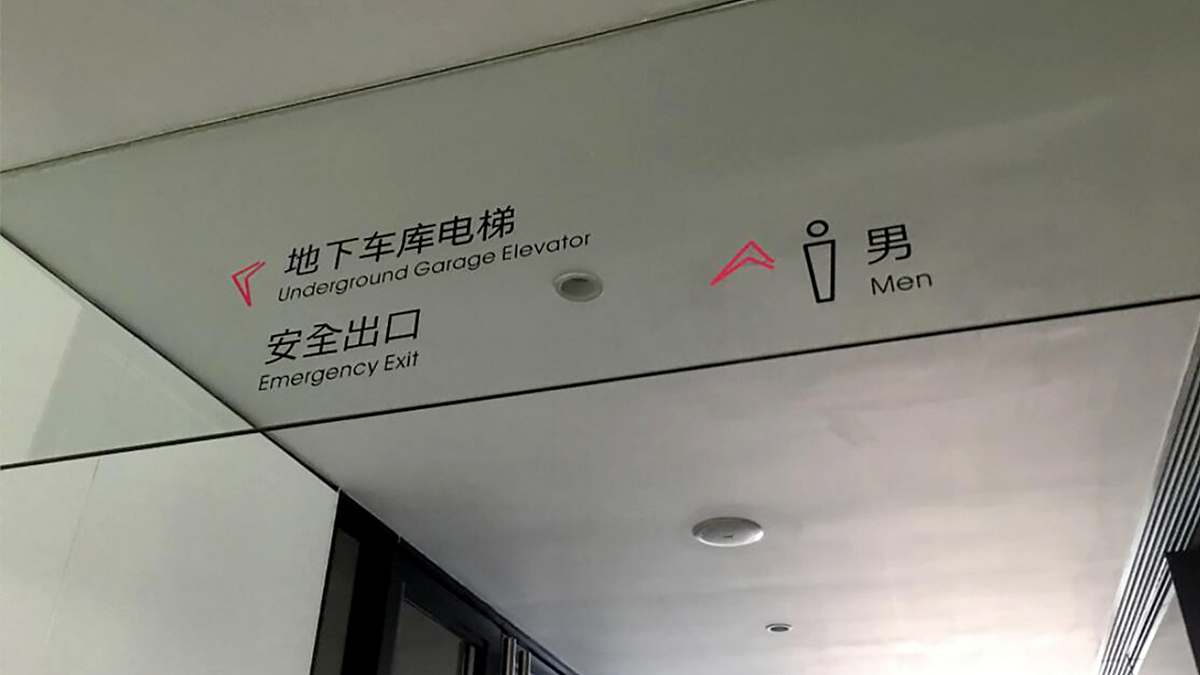 地下车库电梯
Underground Garage Elevator
安全出口
Emergency Exit
男
Men